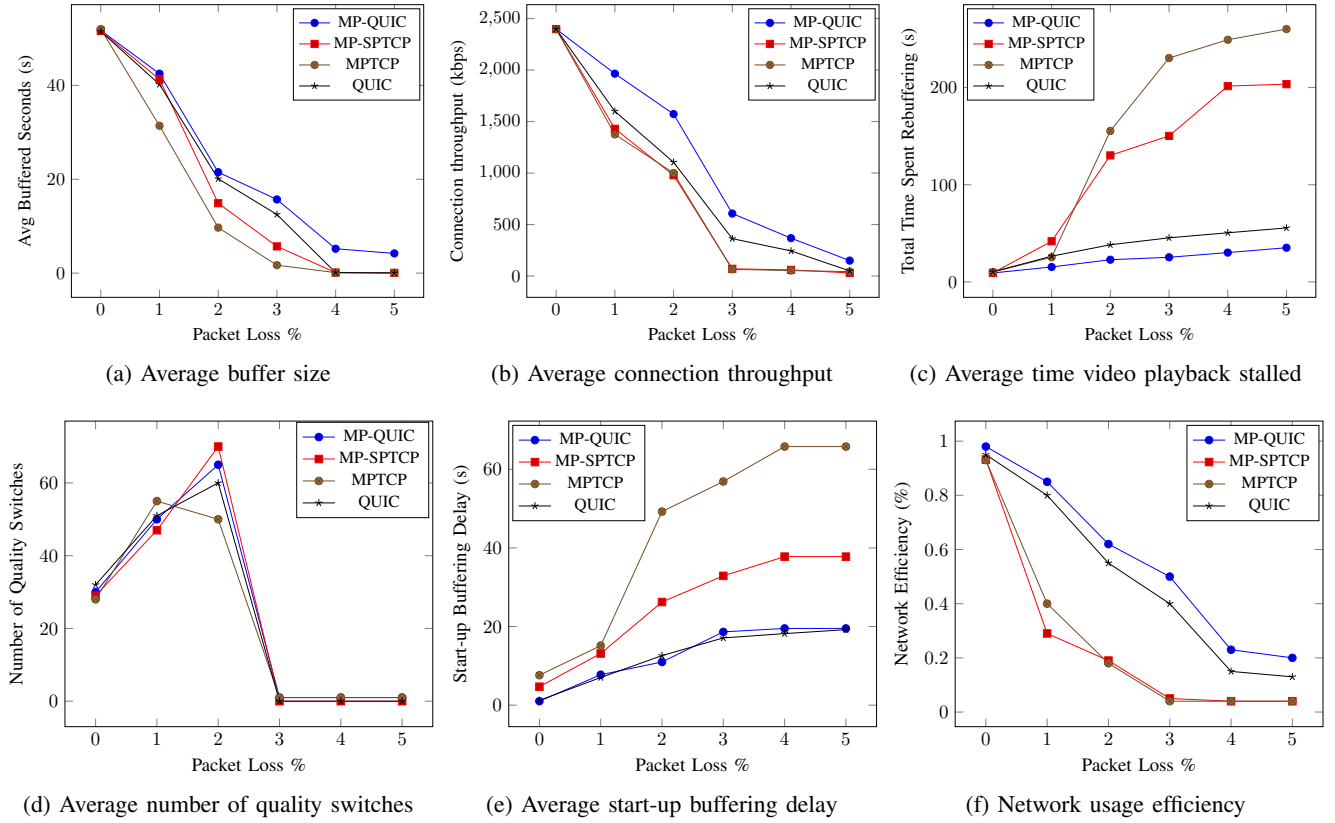 MP-QUIC
MP-SPTCP
MPTCP
QUIC
40
20
0
Avg Buffered Seconds (s)
0 1 2 3 4 5
Packet Loss %
(a) Average buffer size
MP-QUIC
MP-SPTCP
MPTCP
QUIC
2,500
2,000
1,500
1,000
500
0
Connection throughput (kbps)
0 1 2 3 4 5
Packet Loss %
(b) Average connection throughput
MP-QUIC
MP-SPTCP
MPTCP
QUIC
200
100
0
Total Time Spent Rebuffering (s)
0 1 2 3 4 5
Packet Loss %
(c) Average time video playback stalled
MP-QUIC
MP-SPTCP
MPTCP
QUIC
60
40
20
0
Number of Quality Switches
0 1 2 3 4 5
Packet Loss %
(d) Average number of quality switches
MP-QUIC
MP-SPTCP
MPTCP
QUIC
60
40
20
0
Start-up Buffering Delay (s)
0 1 2 3 4 5
Packet Loss %
(e) Average start-up buffering delay
MP-QUIC
MP-SPTCP
MPTCP
QUIC
1
0.8
0.6
0.4
0.2
0
Network Efficiency (%)
0 1 2 3 4 5
Packet Loss %
(f) Network usage efficiency